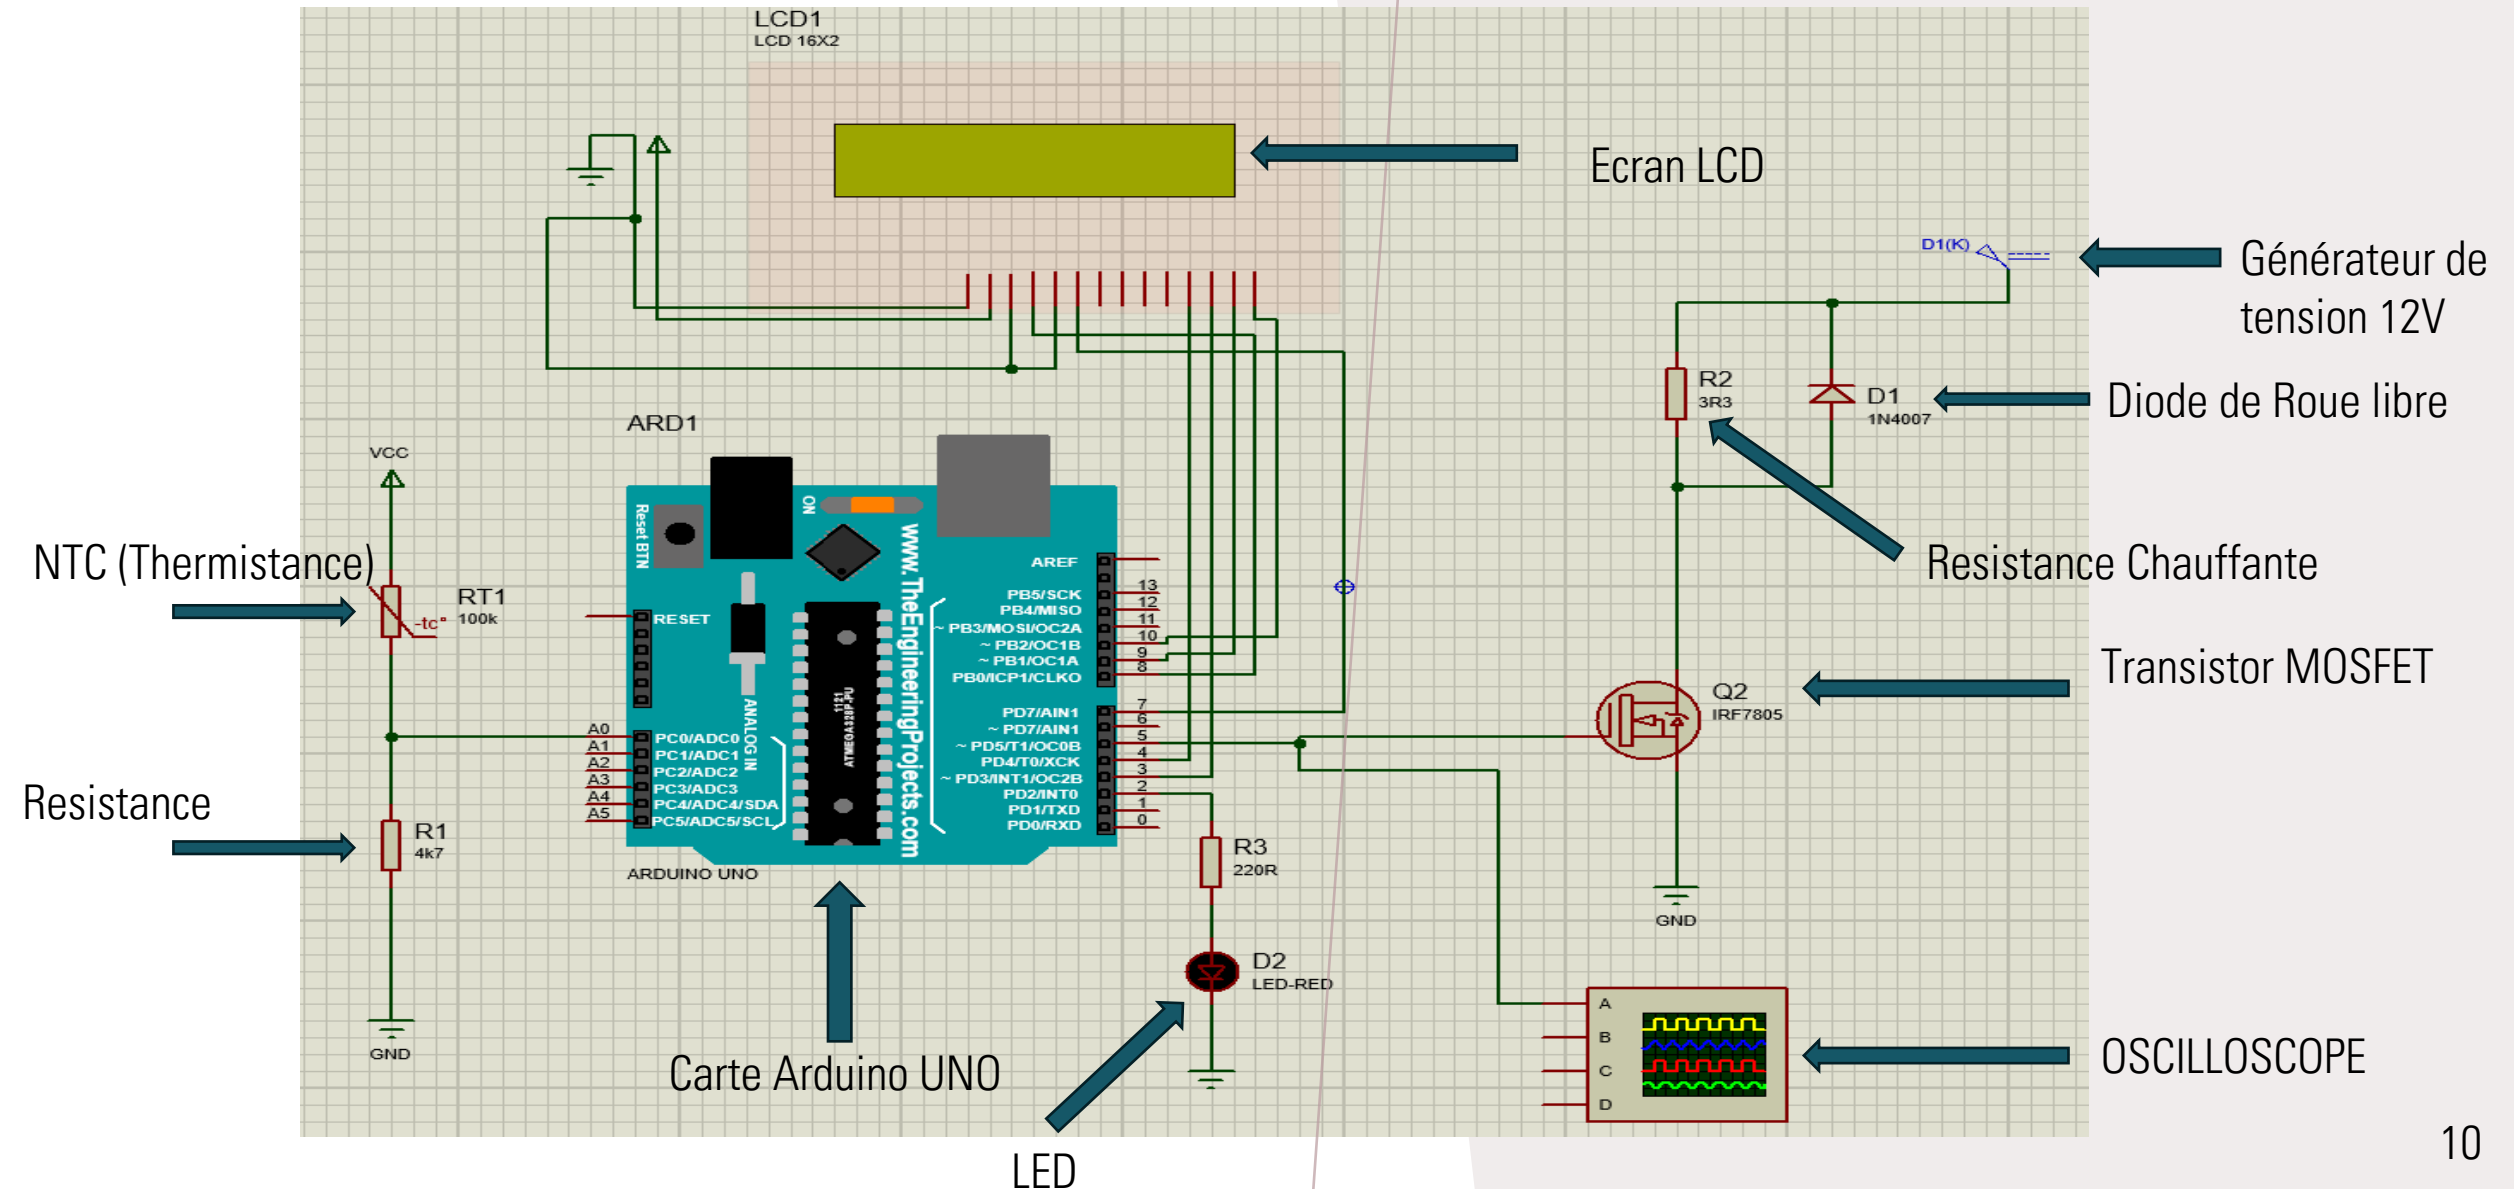 LCD1
LCD 16X2
Ecran LCD
D1(K)
Générateur de
tension 12V
R2
3R3
D1
1N4007
Diode de Roue libre
ARD1
VCC
Reset BTN
ON
www.TheEngineeringProjects.com
NTC (Thermistance)
RT1
-tc°
100k
Resistance Chauffante
AREF
13
PB5/SCK
12
PB4/MISO
11
~ PB3/MOSI/OC2A
10
~ PB2/OC1B
9
~ PB1/OC1A
8
PB0/ICP1/CLKO
RESET
1121
ATMEGA328P-PU
ANALOG IN
Transistor MOSFET
Q2
IRF7805
7
PD7/AIN1
6
~ PD7/AIN1
5
~ PD5/T1/OC0B
4
PD4/T0/XCK
3
~ PD3/INT1/OC2B
2
PD2/INT0
1
PD1/TXD
0
PD0/RXD
A0
PC0/ADC0
A1
PC1/ADC1
A2
PC2/ADC2
A3
PC3/ADC3
A4
PC4/ADC4/SDA
A5
PC5/ADC5/SCL
Resistance
R1
4k7
ARDUINO UNO
R3
220R
GND
D2
LED-RED
GND
Carte Arduino UNO
A
B
C
D
OSCILLOSCOPE
LED
10